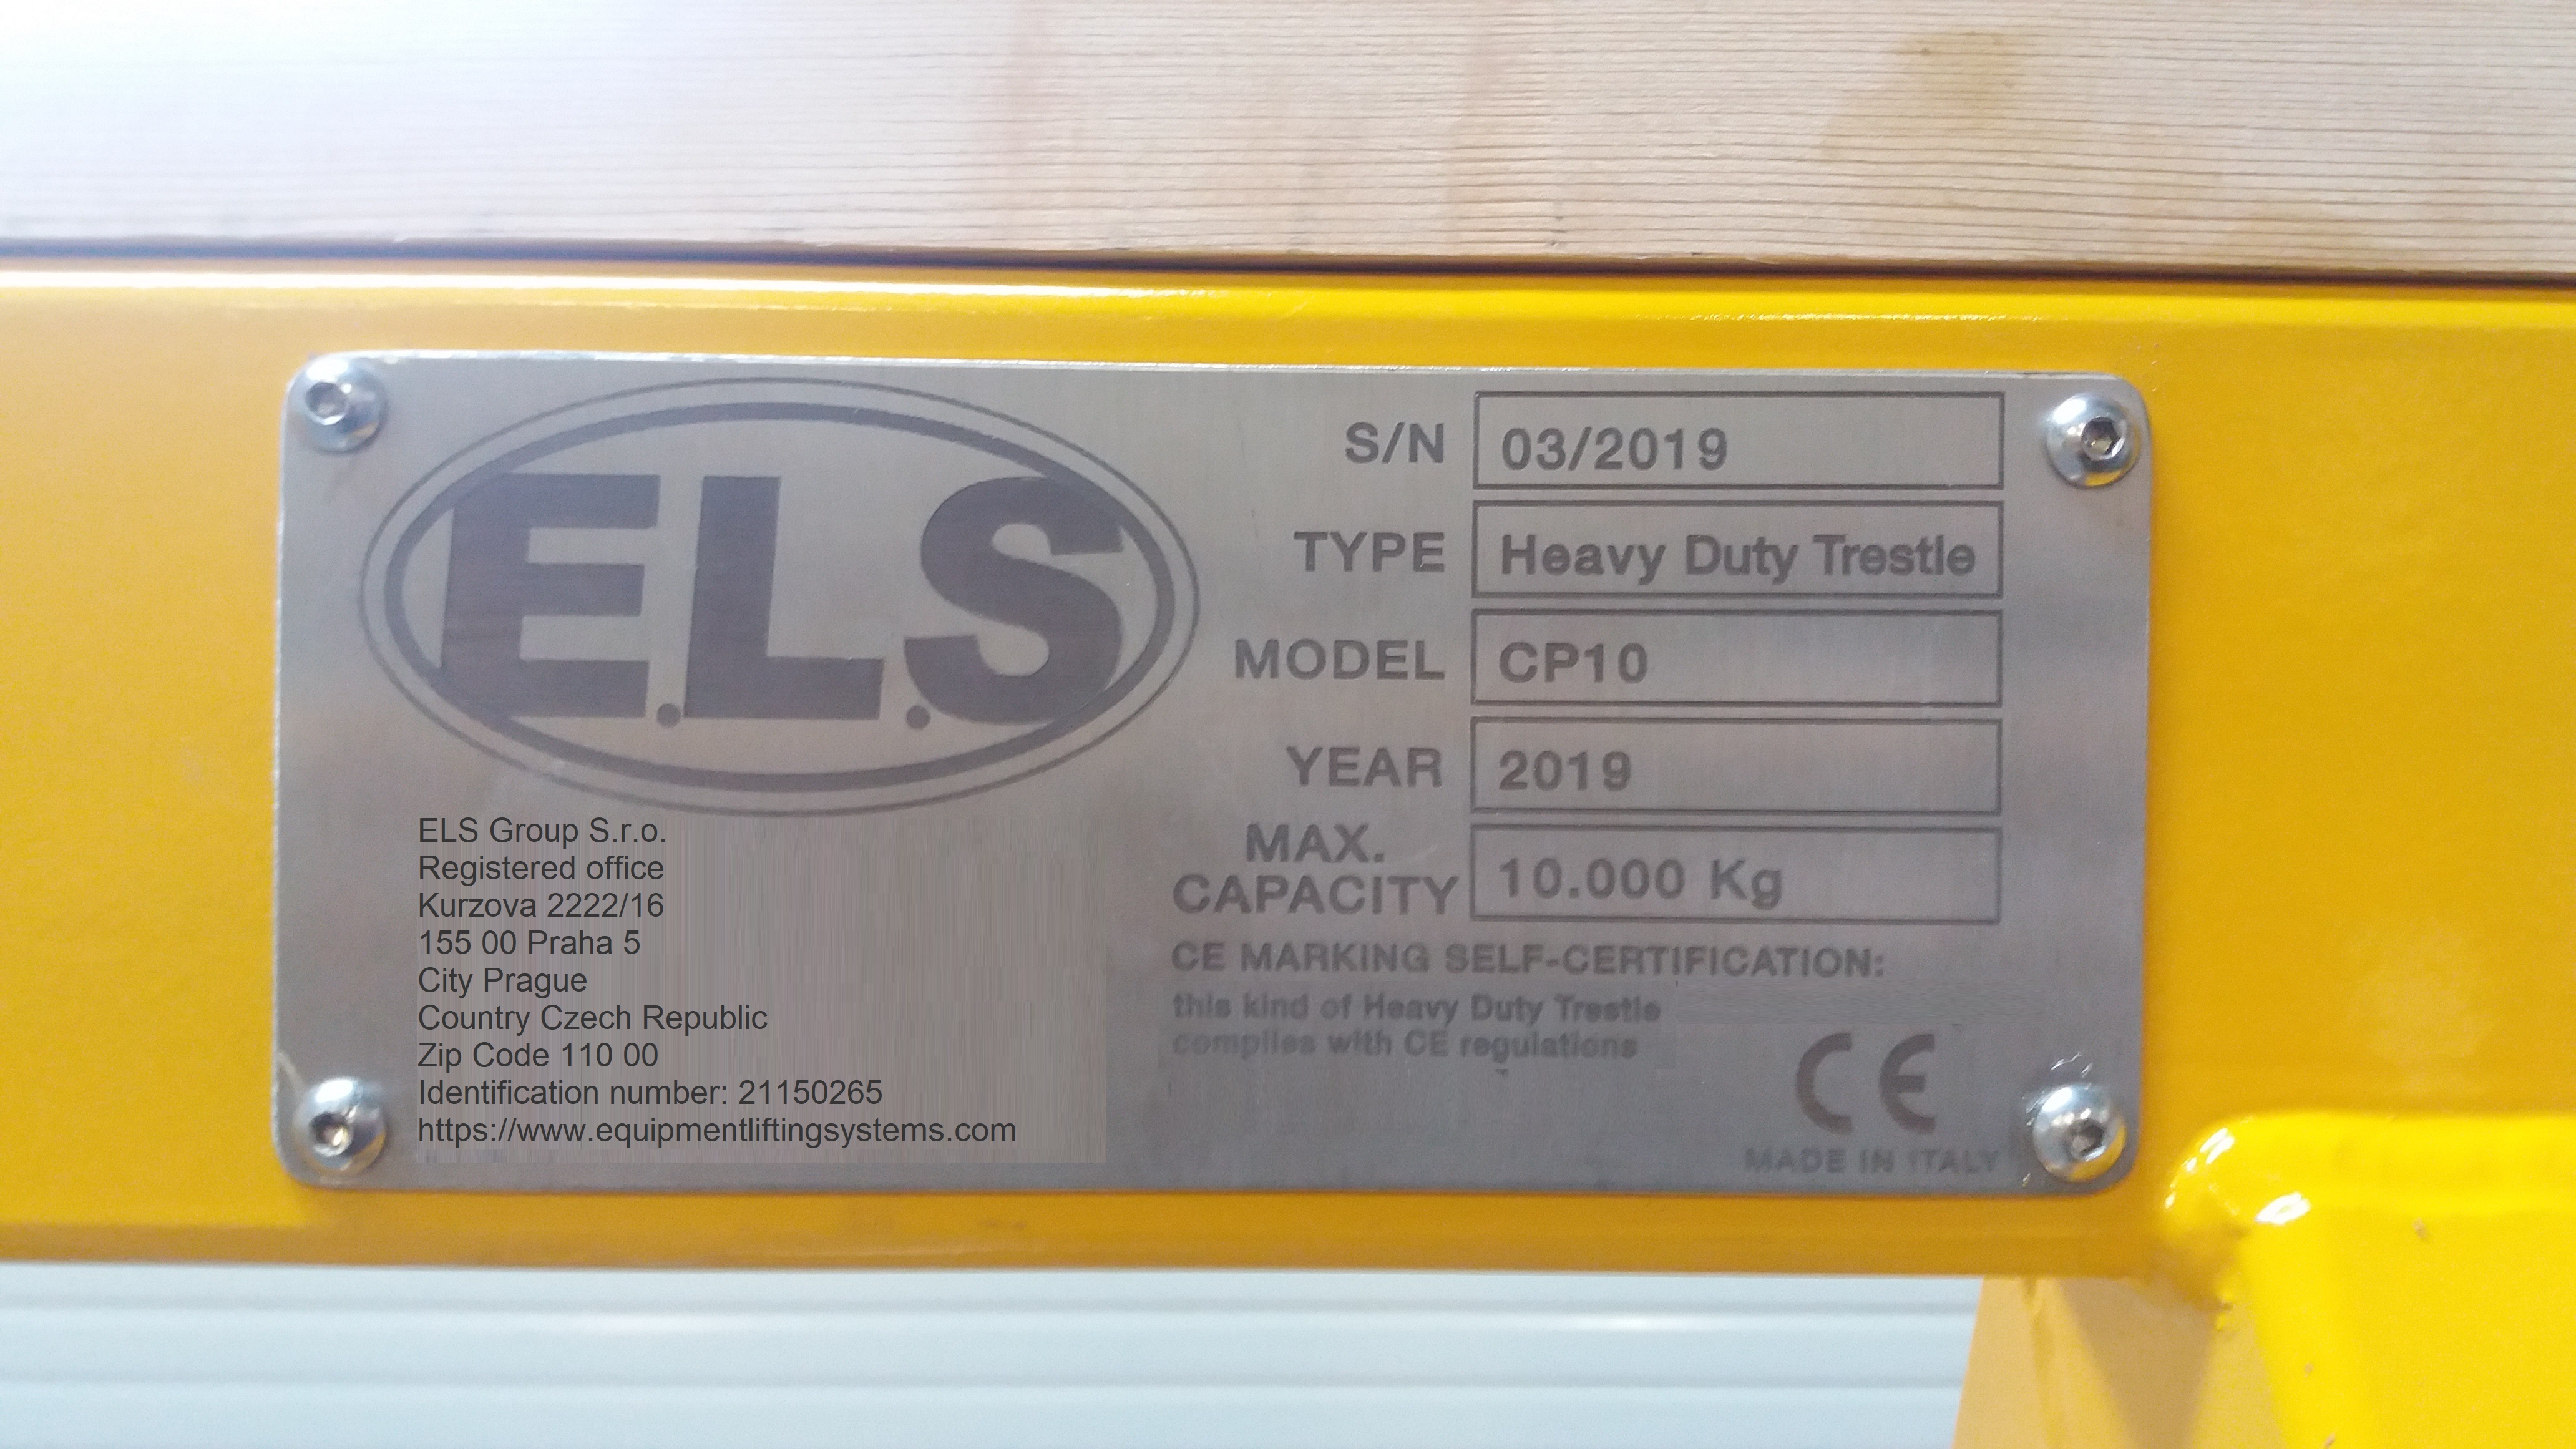 E.L.S
ELS Group S.r.o.
Registered office
Kurzova 2222/16
155 00 Praha 5
City Prague
Country Czech Republic
Zip Code 110 00
Identification number: 21150265
https://www.equipmentliftingsystems.com
S/N 03/2019
TYPE Heavy Duty Trestle
MODEL CP10
YEAR 2019
MAX.
CAPACITY 10.000 Kg
CE MARKING SELF-CERTIFICATION:
this kind of Heavy Duty Trestle
complies with CE regulations
CE
MADE IN ITALY